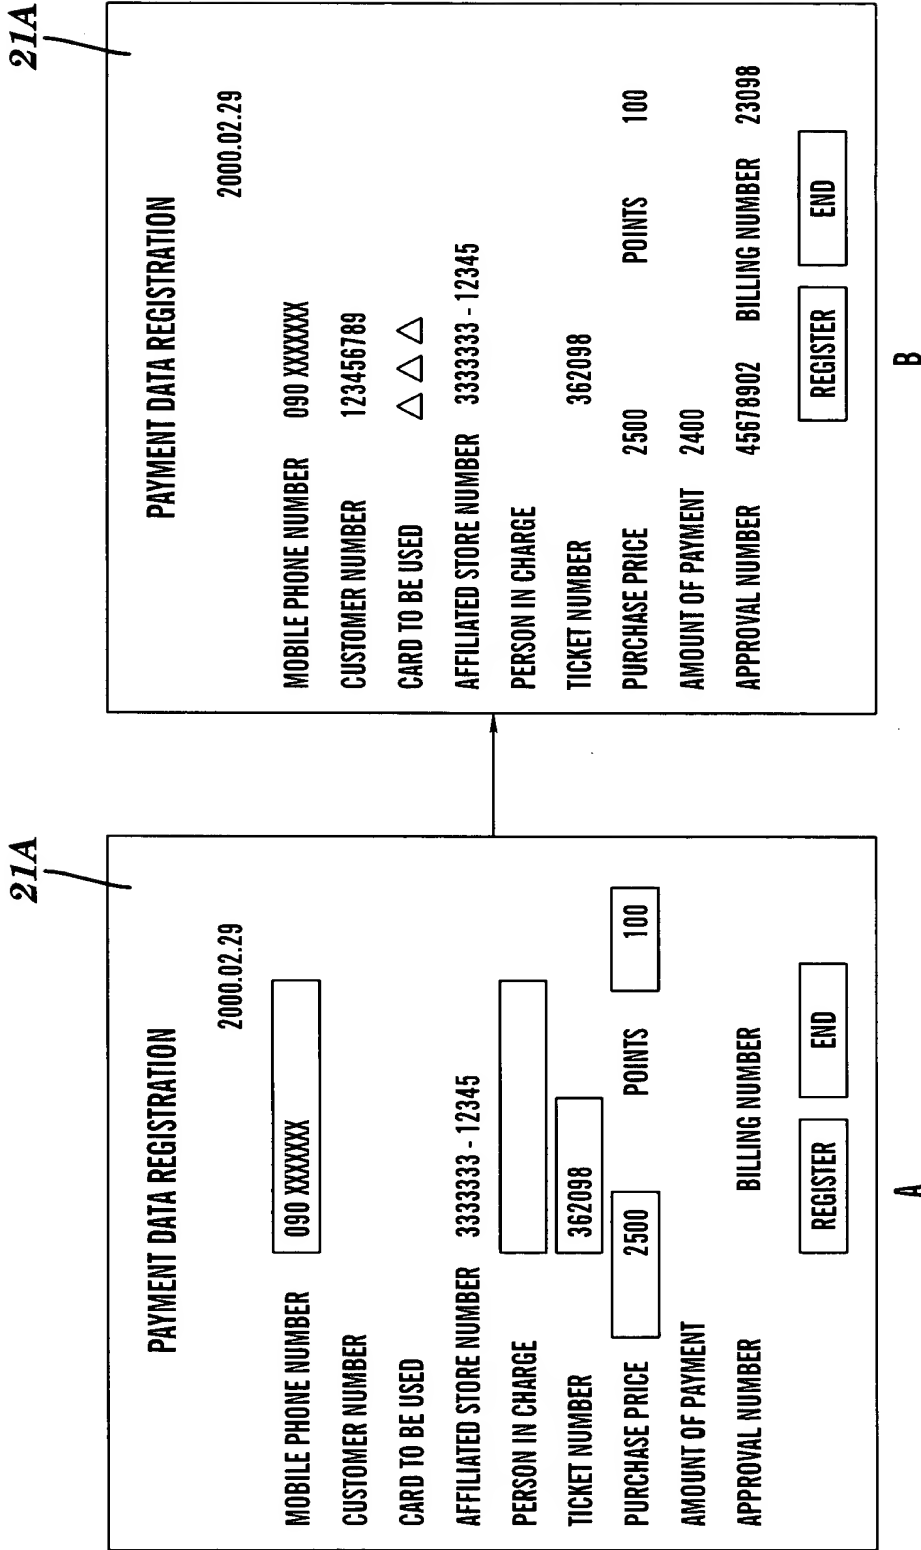 21A
PAYMENT DATA REGISTRATION
2000.02.29
MOBILE PHONE NUMBER 090 XXXXXXX
CUSTOMER NUMBER
CARD TO BE USED
AFFILIATED STORE NUMBER 3333333 - 12345
PERSON IN CHARGE
TICKET NUMBER 362098
PURCHASE PRICE 2500 POINTS 100
AMOUNT OF PAYMENT
APPROVAL NUMBER BILLING NUMBER
REGISTER END
A
21A
PAYMENT DATA REGISTRATION
2000.02.29
MOBILE PHONE NUMBER 090 XXXXXXX
CUSTOMER NUMBER 123456789
CARD TO BE USED △ △ △
AFFILIATED STORE NUMBER 3333333 - 12345
PERSON IN CHARGE
TICKET NUMBER 362098
PURCHASE PRICE 2500 POINTS 100
AMOUNT OF PAYMENT 2400
APPROVAL NUMBER 45678902 BILLING NUMBER 23098
REGISTER END
B